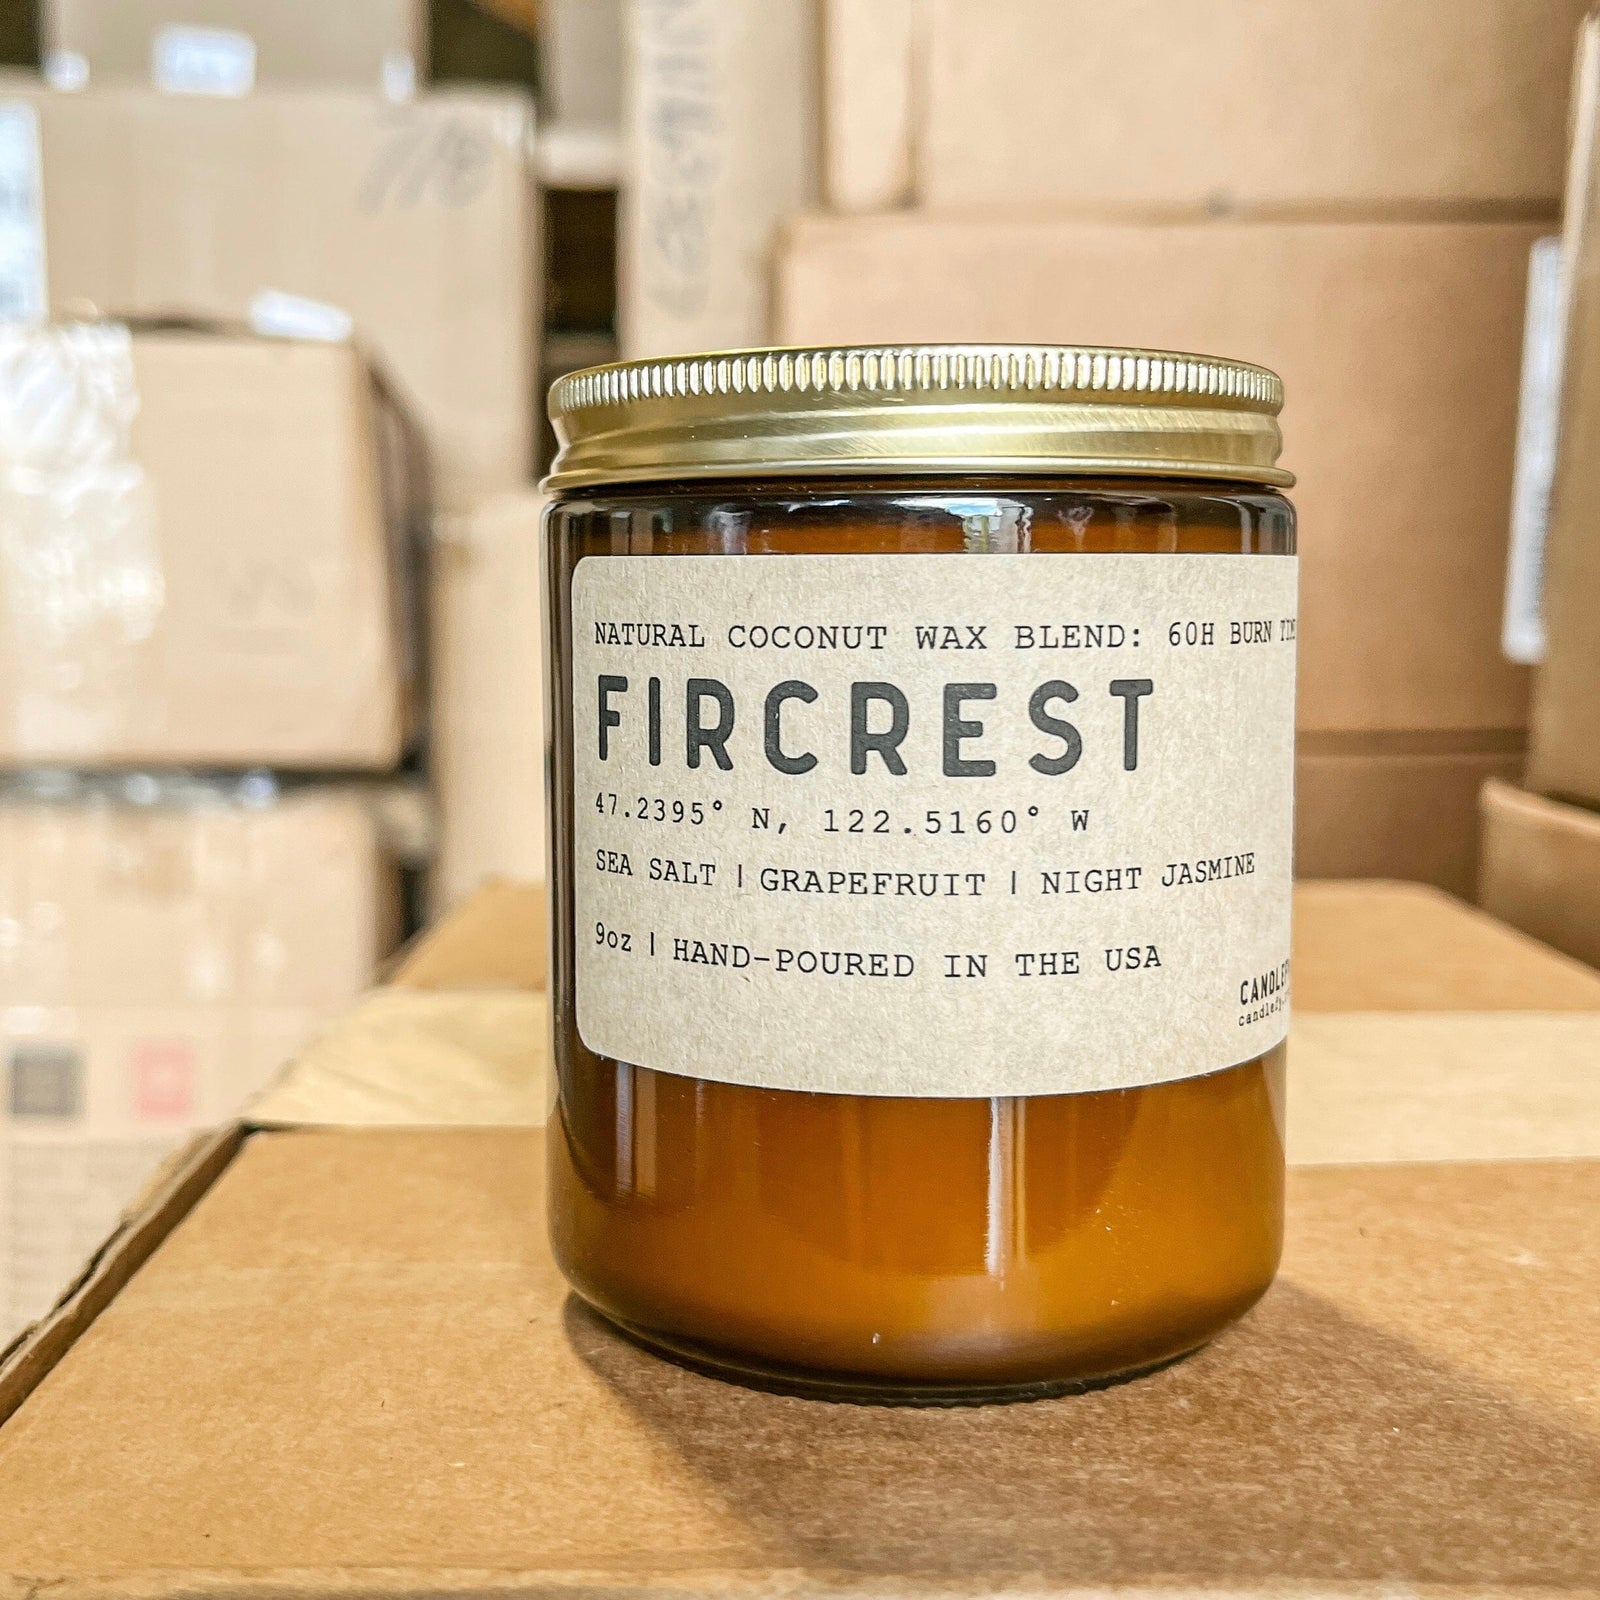 NATURAL COCONUT WAX BLEND: 60H BURN
FIRCREST
47.2395° N, 122.5160° W
SEA SALT | GRAPEFRUIT | NIGHT JASMINE
9oz | HAND-POURED IN THE USA